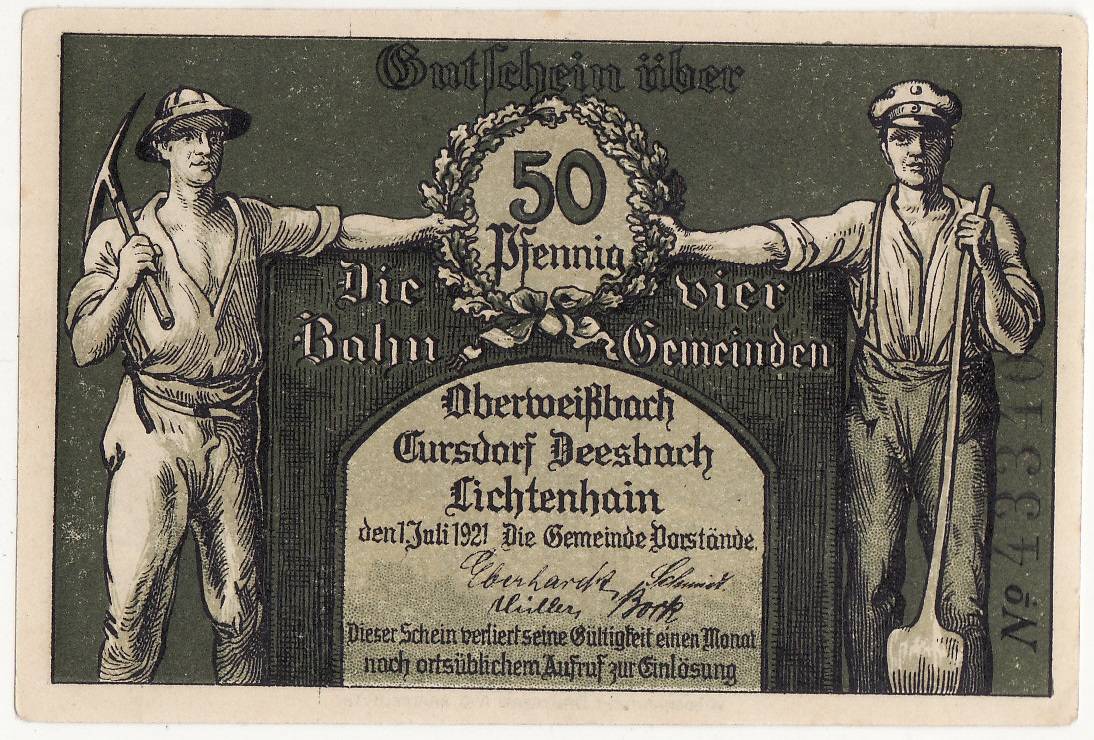 Gutschein über
50
Pfennig
Die vier
Bahn Gemeinden
Oberweißbach
Cursdorf Deesbach
Lichtenhain
den 1. Juli 1921 Die Gemeinde Vorstände.
Eberhardt, Schmidt.
Müller, Bock
Dieser Schein verliert seine Gültigkeit einen Monat
nach ortsüblichem Aufruf zur Einlösung
No 43340